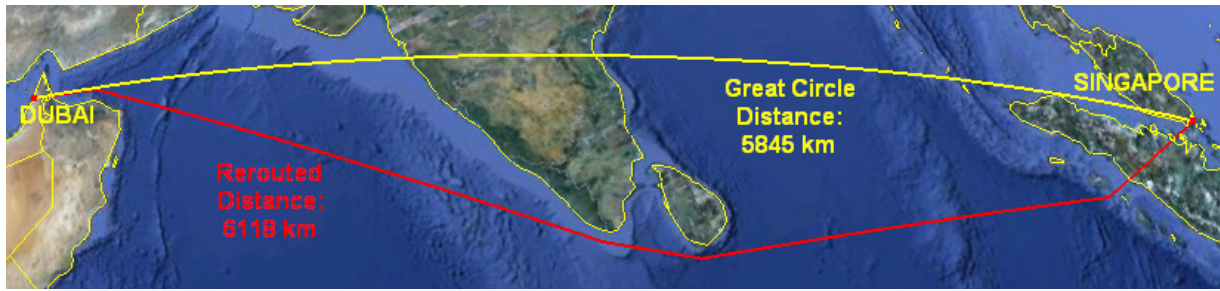 DUBAI
Rerouted
Distance:
6118 km
Great Circle
Distance:
5845 km
SINGAPORE